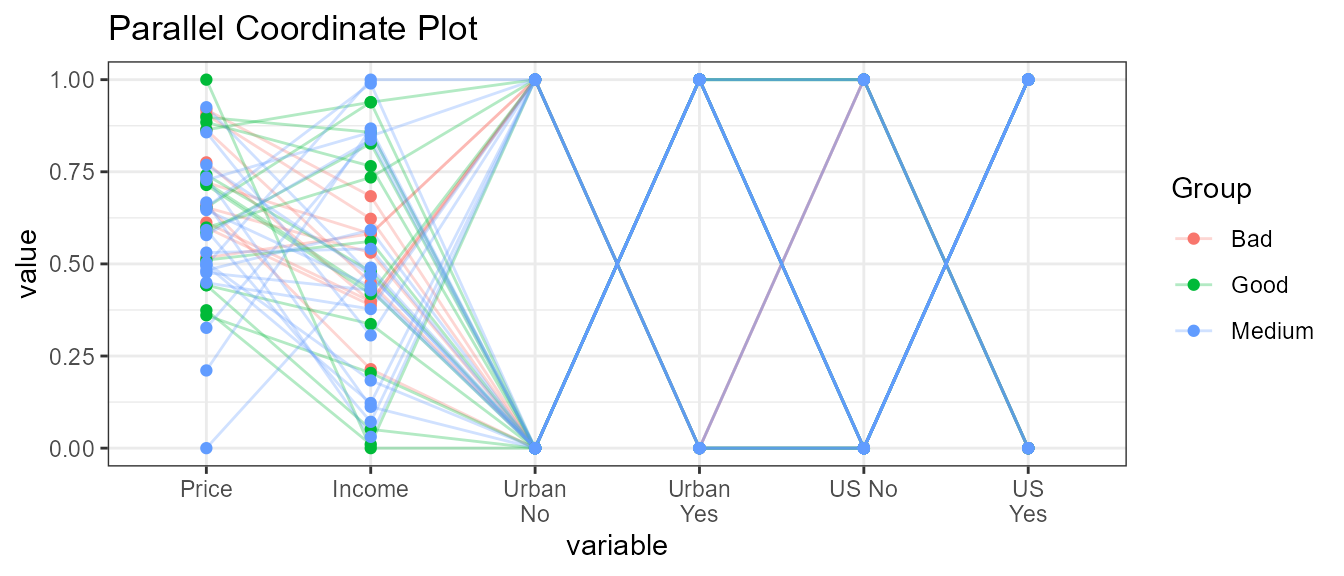 Parallel Coordinate Plot
1.00
0.75
0.50
0.25
0.00
value
Price
Income
Urban
No
Urban
Yes
US No
US
Yes
variable
Group
Bad
Good
Medium